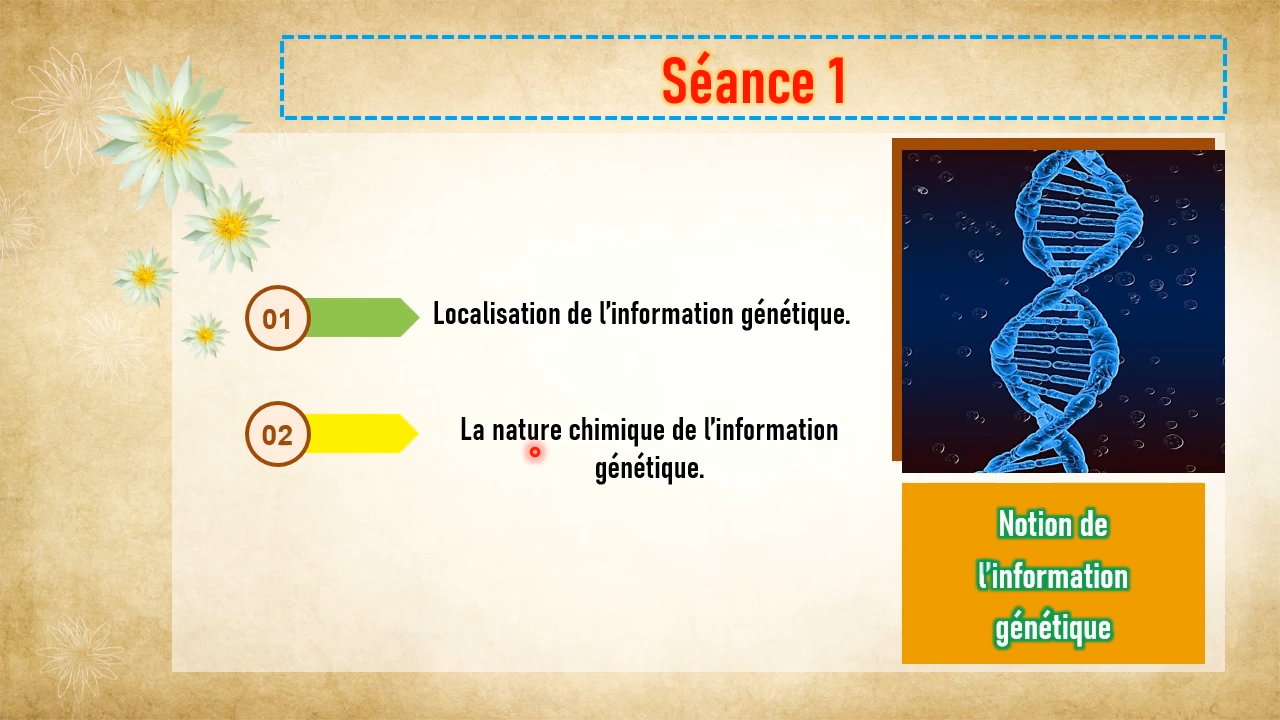 Séance 1
01
Localisation de l'information génétique.
02
La nature chimique de l'information
génétique.
Notion de
l'information
génétique